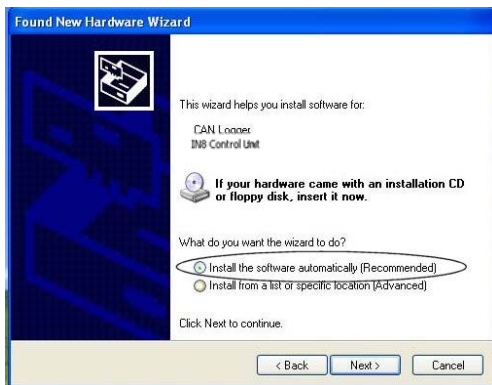 Found New Hardware Wizard
This wizard helps you install software for:
CAN Logger
IN8 Control Unit
If your hardware came with an installation CD
or floppy disk, insert it now.
What do you want the wizard to do?
Install the software automatically (Recommended)
Install from a list or specific location (Advanced)
Click Next to continue.
< Back
Next >
Cancel